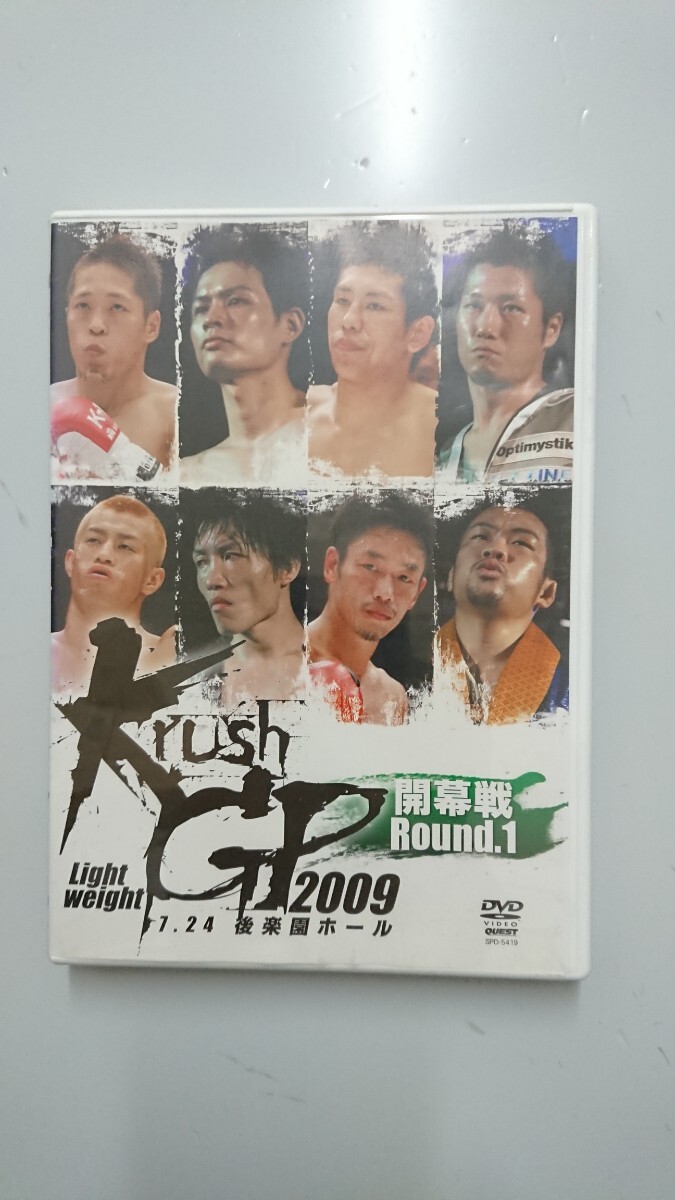 Optimystik
Krush
GP
開幕戦
Round.1
Light
weight
2009
7.24 後楽園ホール
DVD
VIDEO
QUEST
SPD-5419